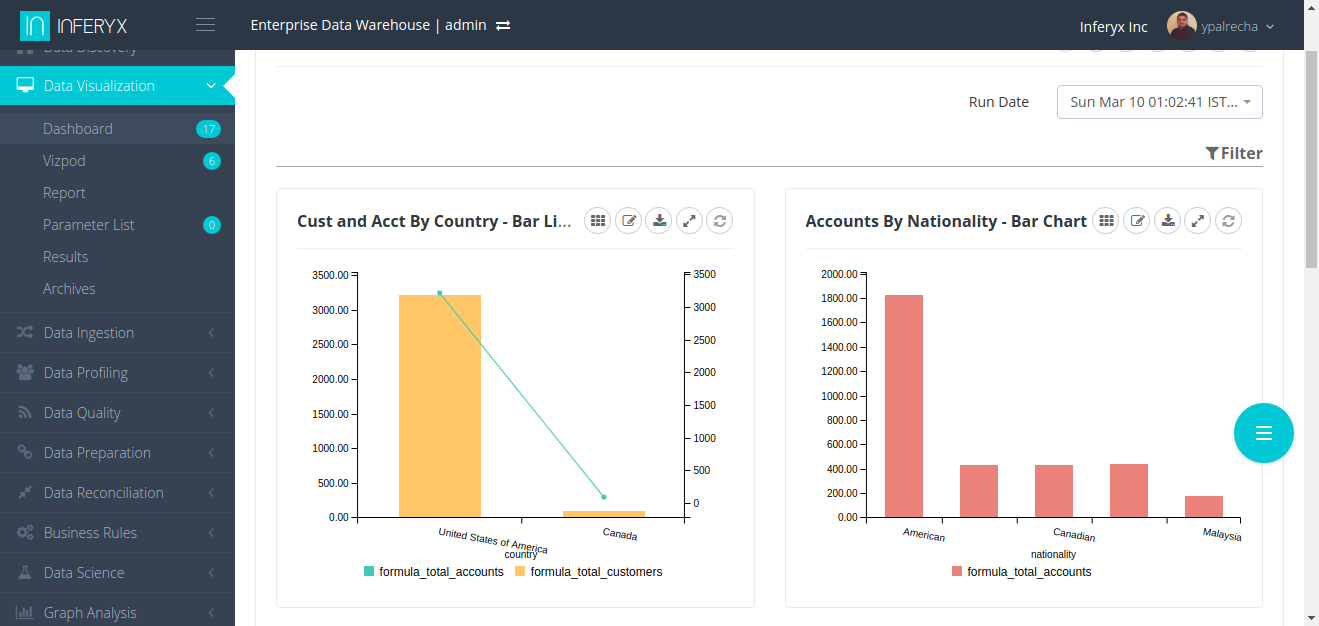 INFERYX
Enterprise Data Warehouse | admin
Inferyx Inc
ypalrecha
Data Discovery
Data Visualization
Dashboard 17
Vizpod 6
Report
Parameter List 0
Results
Archives
Data Ingestion
Data Profiling
Data Quality
Data Preparation
Data Reconciliation
Business Rules
Data Science
Graph Analysis
Run Date
Sun Mar 10 01:02:41 IST...
Filter
Cust and Acct By Country - Bar Li...
3500.00
3000.00
2500.00
2000.00
1500.00
1000.00
500.00
0.00
3500
3000
2500
2000
1500
1000
500
0
United States of America
Canada
country
formula_total_accounts
formula_total_customers
Accounts By Nationality - Bar Chart
2000.00
1800.00
1600.00
1400.00
1200.00
1000.00
800.00
600.00
400.00
200.00
0.00
American
Canadian
Malaysia
nationality
formula_total_accounts